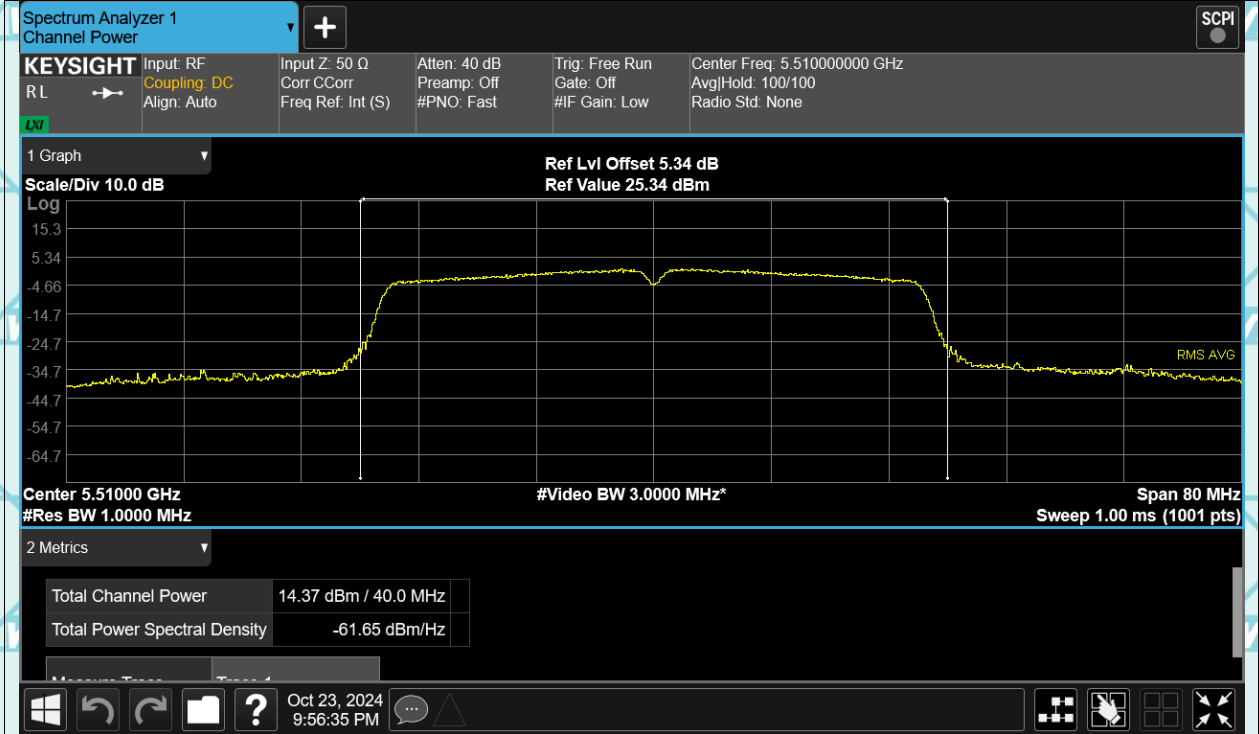 Spectrum Analyzer 1
Channel Power
SCPI
KEYSIGHT
R L
LXI
Input: RF
Coupling: DC
Align: Auto
Input Z: 50 Ω
Corr CCorr
Freq Ref: Int (S)
Atten: 40 dB
Preamp: Off
#PNO: Fast
Trig: Free Run
Gate: Off
#IF Gain: Low
Center Freq: 5.510000000 GHz
Avg|Hold: 100/100
Radio Std: None
1 Graph
Scale/Div 10.0 dB
Ref Lvl Offset 5.34 dB
Ref Value 25.34 dBm
Log
15.3
5.34
-4.66
-14.7
-24.7
-34.7
-44.7
-54.7
-64.7
RMS AVG
Center 5.51000 GHz
#Video BW 3.0000 MHz*
Span 80 MHz
#Res BW 1.0000 MHz
Sweep 1.00 ms (1001 pts)
2 Metrics
Total Channel Power 14.37 dBm / 40.0 MHz
Total Power Spectral Density -61.65 dBm/Hz
Measure Trace Trace 1
Oct 23, 2024
9:56:35 PM